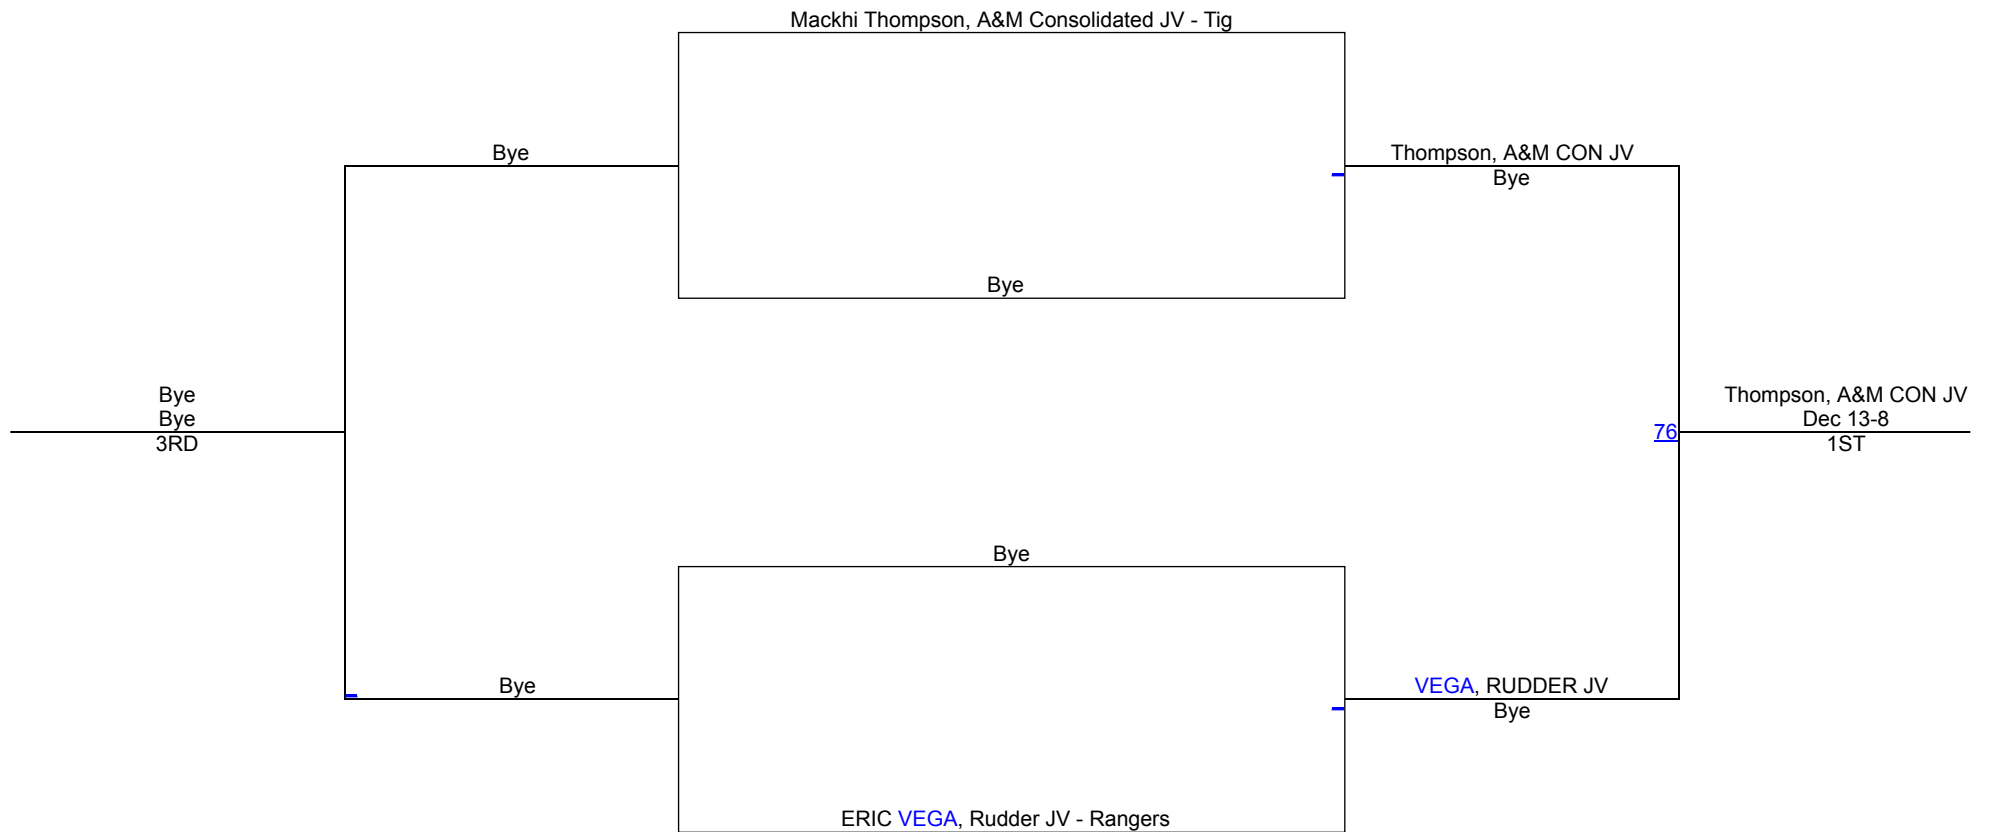 Mackhi Thompson, A&M Consolidated JV - Tig
Bye
Thompson, A&M CON JV
Bye
Bye
Bye
Bye
3RD
Thompson, A&M CON JV
Dec 13-8
76
1ST
Bye
Bye
VEGA, RUDDER JV
Bye
ERIC VEGA, Rudder JV - Rangers